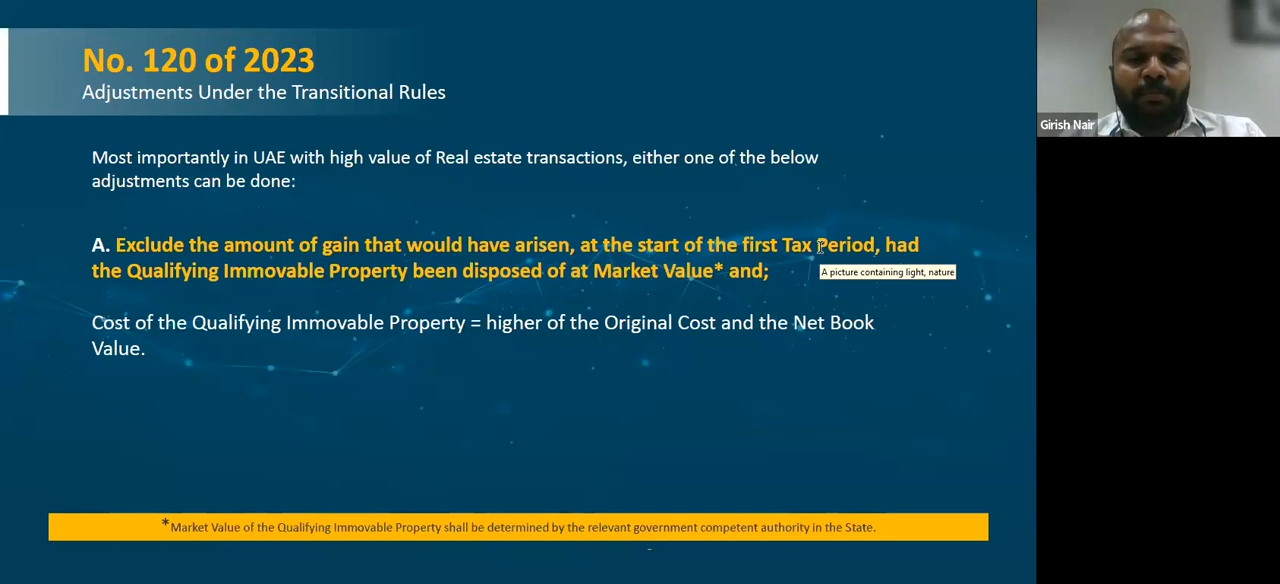 No. 120 of 2023
Adjustments Under the Transitional Rules
Most importantly in UAE with high value of Real estate transactions, either one of the below
adjustments can be done:
A. Exclude the amount of gain that would have arisen, at the start of the first Tax Period, had
the Qualifying Immovable Property been disposed of at Market Value* and;
A picture containing light, nature
Cost of the Qualifying Immovable Property = higher of the Original Cost and the Net Book
Value.
*Market Value of the Qualifying Immovable Property shall be determined by the relevant government competent authority in the State.
Girish Nair